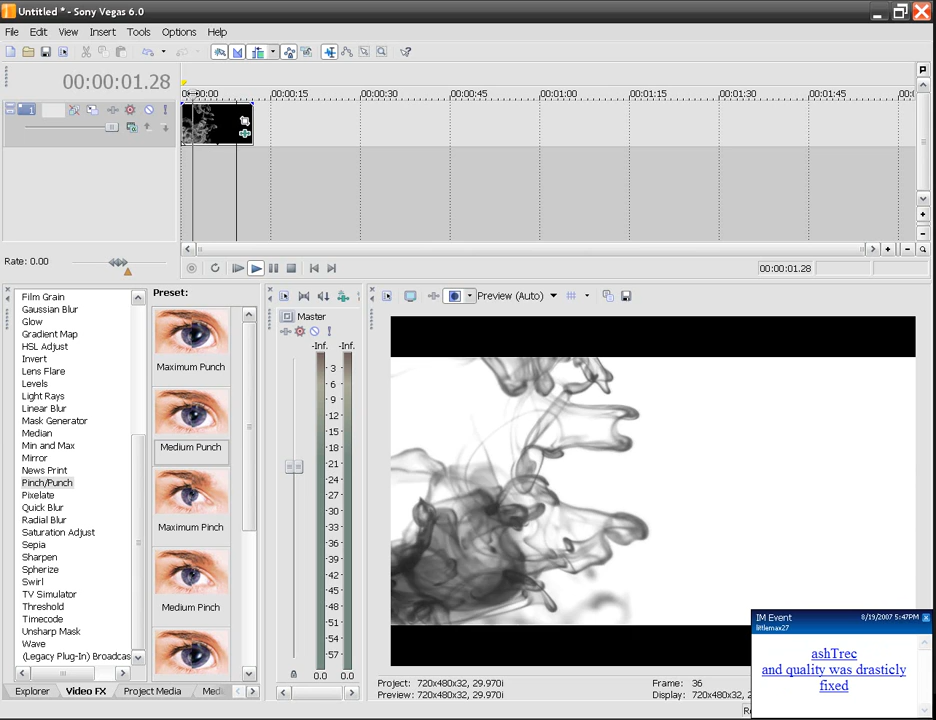 Untitled * - Sony Vegas 6.0
File Edit View Insert Tools Options Help
00:00:01.28
00:00:15 00:00:30 00:00:45 00:01:00 00:01:15 00:01:30 00:01:45
1
Rate: 0.00
00:00:01.28
Film Grain
Gaussian Blur
Glow
Gradient Map
HSL Adjust
Invert
Lens Flare
Levels
Light Rays
Linear Blur
Mask Generator
Median
Min and Max
Mirror
News Print
Pinch/Punch
Pixelate
Quick Blur
Radial Blur
Saturation Adjust
Sepia
Sharpen
Spherize
Swirl
TV Simulator
Threshold
Timecode
Unsharp Mask
Wave
(Legacy Plug-In) Broadcas
Preset:
Maximum Punch
Medium Punch
Maximum Pinch
Medium Pinch
Explorer Video FX Project Media Medi
Master
-Inf. -Inf.
3
6
9
12
15
18
21
24
27
30
33
36
39
42
45
48
51
54
57
0.0 0.0
Preview (Auto)
Project: 720x480x32, 29.970i
Preview: 720x480x32, 29.970i
Frame: 36
Display: 720x480x32, 2
IM Event 8/19/2007 5:47PM
littlemax27
ashTrec
and quality was drasticly
fixed